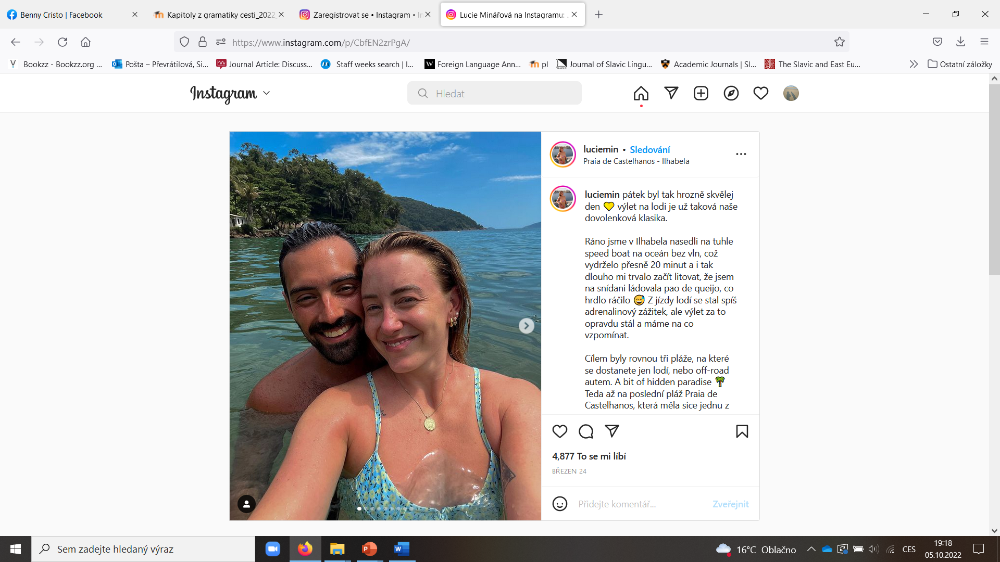 Benny Cristo | Facebook
Kapitoly z gramatiky cesti_2022
Zaregistrovat se • Instagram •
Lucie Minářová na Instagramu:
https://www.instagram.com/p/CbfEN2zrPgA/
Bookzz - Bookzz.org ...
Pošta – Převrátilová, Si...
Journal Article: Discuss...
Staff weeks search | I...
Foreign Language Ann...
pl
Journal of Slavic Lingu...
Academic Journals | Sl...
The Slavic and East Eu...
Ostatní záložky
Instagram
Hledat
luciemin • Sledování
Praia de Castelhanos - Ilhabela
luciemin pátek byl tak hrozně skvělej
den 💛 výlet na lodi je už taková naše
dovolenková klasika.
Ráno jsme v Ilhabela nasedli na tuhle
speed boat na oceán bez vln, což
vydrželo přesně 20 minut a i tak
dlouho mi trvalo začít litovat, že jsem
na snídani ládovala pao de queijo, co
hrdlo ráčilo 😅 Z jízdy lodí se stal spíš
adrenalinový zážitek, ale výlet za to
opravdu stál a máme na co
vzpomínat.
Cílem byly rovnou tři pláže, na které
se dostanete jen lodí, nebo off-road
autem. A bit of hidden paradise 🌴
Teda až na poslední pláž Praia de
Castelhanos, která měla sice jednu z
4,877 To se mi líbí
BŘEZEN 24
Přidejte komentář...
Zveřejnit
Sem zadejte hledaný výraz
16°C Oblačno
CES
19:18
05.10.2022